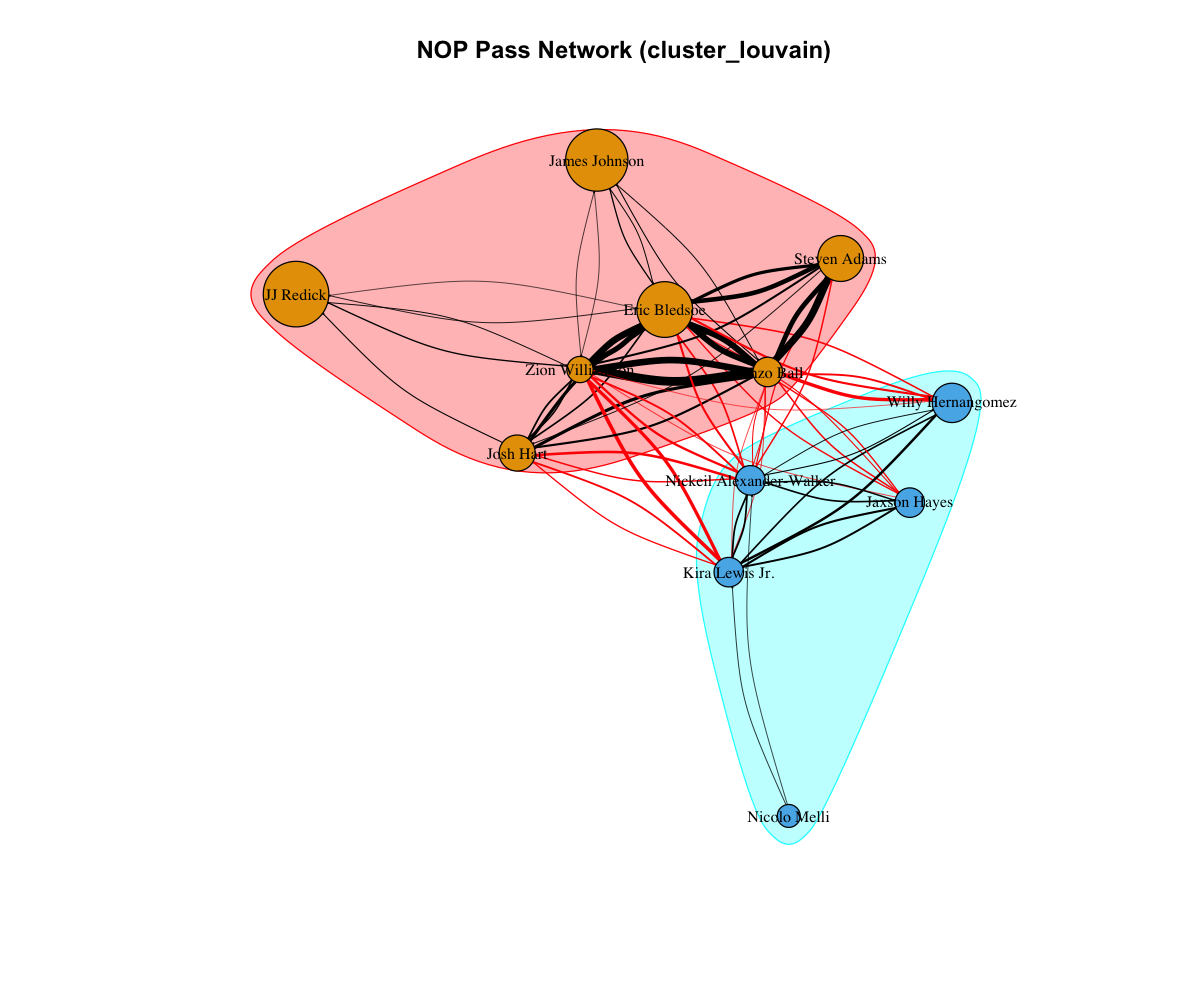 NOP Pass Network (cluster_louvain)
James Johnson
Steven Adams
JJ Redick
Eric Bledsoe
Zion Williamson
Lonzo Ball
Willy Hernangomez
Josh Hart
Nickeil Alexander-Walker
Jaxson Hayes
Kira Lewis Jr.
Nicolo Melli